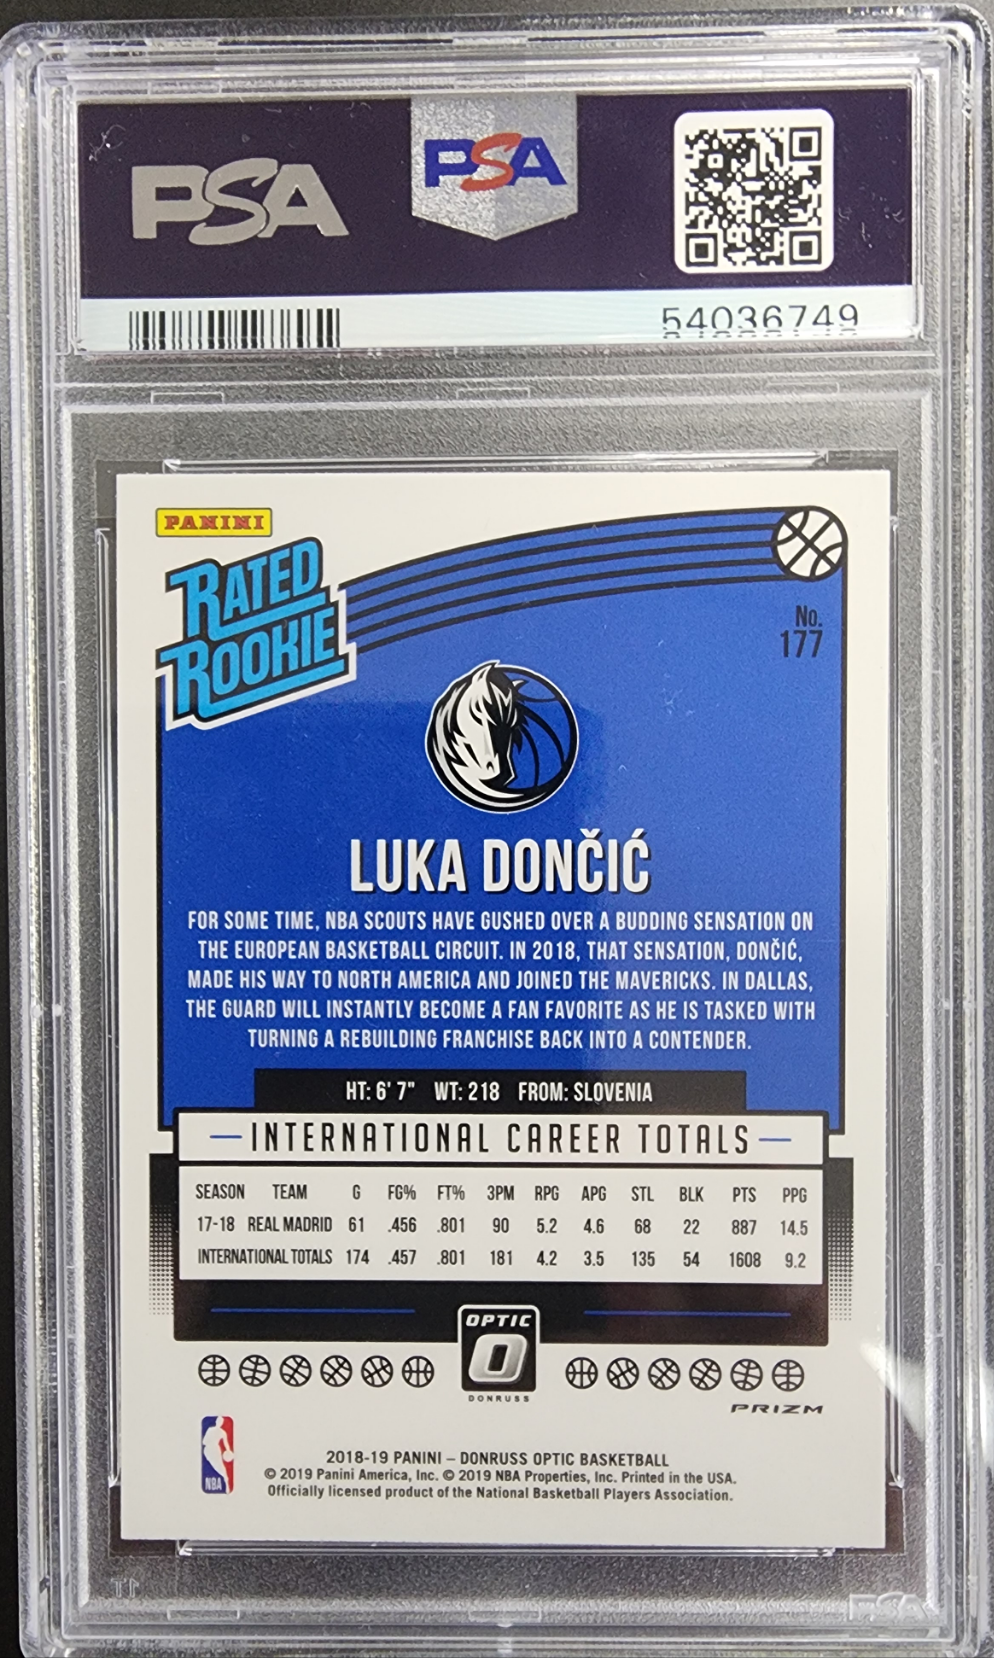 PSA
PSA
54036749
PANINI
RATED
ROOKIE
No.
177
LUKA DONČIĆ
FOR SOME TIME, NBA SCOUTS HAVE GUSHED OVER A BUDDING SENSATION ON
THE EUROPEAN BASKETBALL CIRCUIT. IN 2018, THAT SENSATION, DONČIĆ,
MADE HIS WAY TO NORTH AMERICA AND JOINED THE MAVERICKS. IN DALLAS,
THE GUARD WILL INSTANTLY BECOME A FAN FAVORITE AS HE IS TASKED WITH
TURNING A REBUILDING FRANCHISE BACK INTO A CONTENDER.
HT: 6' 7" WT: 218 FROM: SLOVENIA
INTERNATIONAL CAREER TOTALS
SEASON TEAM G FG% FT% 3PM RPG APG STL BLK PTS PPG
17-18 REAL MADRID 61 .456 .801 90 5.2 4.6 68 22 887 14.5
INTERNATIONAL TOTALS 174 .457 .801 181 4.2 3.5 135 54 1608 9.2
OPTIC
O
DONRUSS
PRIZM
NBA
2018-19 PANINI – DONRUSS OPTIC BASKETBALL
© 2019 Panini America, Inc. © 2019 NBA Properties, Inc. Printed in the USA.
Officially licensed product of the National Basketball Players Association.
PSA